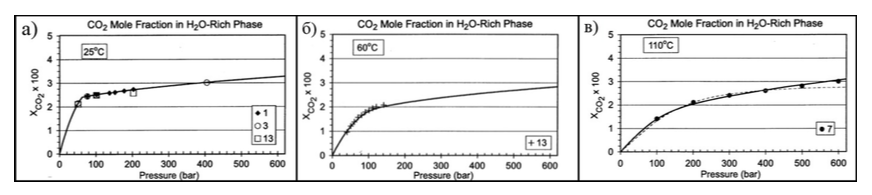 а)
CO2 Mole Fraction in H2O-Rich Phase
5
4
3
2
1
0
XCO2 x 100
25°C
1
3
13
0 100 200 300 400 500 600
Pressure (bar)
б)
CO2 Mole Fraction in H2O-Rich Phase
5
4
3
2
1
0
XCO2 x 100
60°C
+ 13
0 100 200 300 400 500 600
Pressure (bar)
в)
CO2 Mole Fraction in H2O-Rich Phase
5
4
3
2
1
0
XCO2 x 100
110°C
7
0 100 200 300 400 500 600
Pressure (bar)